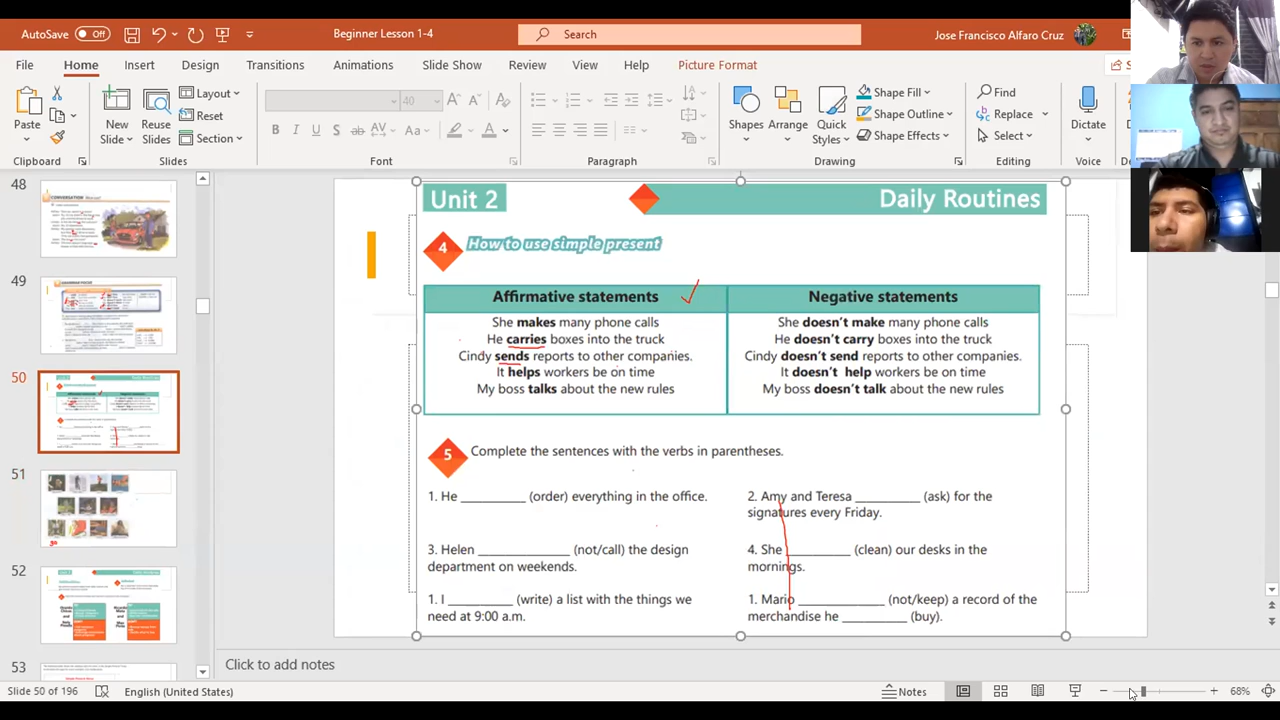 AutoSave Off
Beginner Lesson 1-4
Search
Jose Francisco Alfaro Cruz
File Home Insert Design Transitions Animations Slide Show Review View Help Picture Format
Paste
New Slide
Reuse Slides
Layout
Reset
Section
40
B I U S ab AV Aa A
Shapes Arrange Quick Styles
Shape Fill
Shape Outline
Shape Effects
Find
Replace
Select
Dictate
Clipboard Slides Font Paragraph Drawing Editing Voice
48
49
50
51
52
53
Unit 2 Daily Routines
4 How to use simple present
Affirmative statements Negative statements
She makes many phone calls She doesn't make many phone calls
He carries boxes into the truck He doesn't carry boxes into the truck
Cindy sends reports to other companies. Cindy doesn't send reports to other companies.
It helps workers be on time It doesn't help workers be on time
My boss talks about the new rules My boss doesn't talk about the new rules
5 Complete the sentences with the verbs in parentheses.
1. He __________ (order) everything in the office.
2. Amy and Teresa __________ (ask) for the
signatures every Friday.
3. Helen ______________ (not/call) the design
department on weekends.
4. She __________ (clean) our desks in the
mornings.
1. I __________ (write) a list with the things we
need at 9:00 a.m.
1. Mario ______________ (not/keep) a record of the
merchandise he __________ (buy).
Click to add notes
Slide 50 of 196 English (United States) Notes 68%